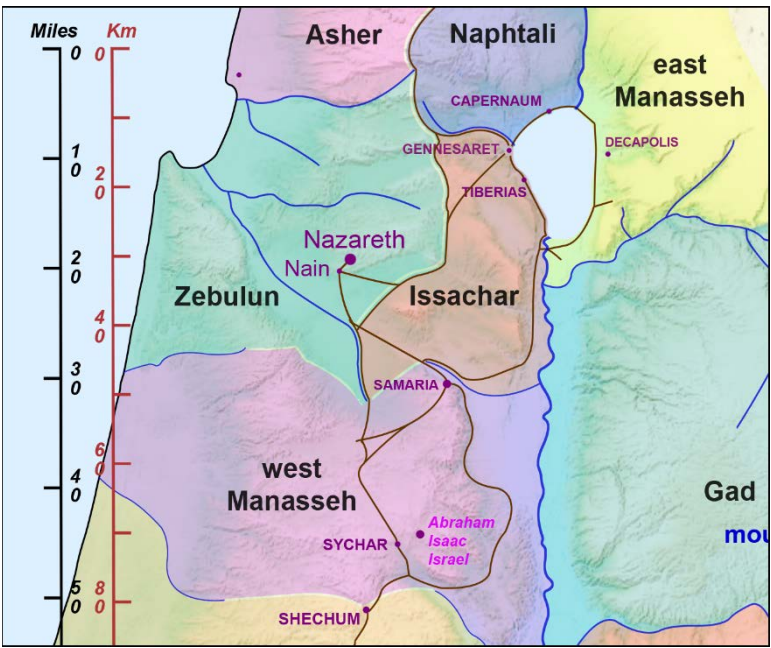 Miles
Km
Asher
Naphtali
east
Manasseh
0
0
CAPERNAUM
GENNESARET
DECAPOLIS
10
20
TIBERIAS
Nazareth
Nain
20
Zebulun
Issachar
40
30
SAMARIA
60
40
west
Manasseh
Gad
Abraham
Isaac
Israel
mou
SYCHAR
50
80
SHECHUM